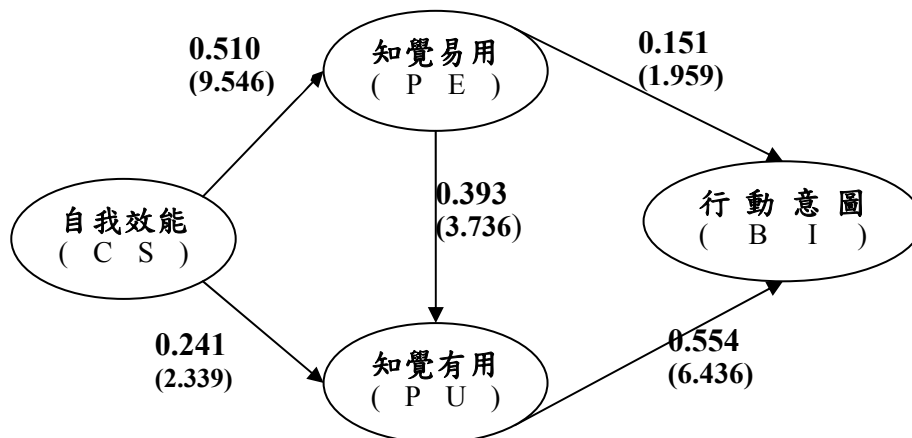 0.510
(9.546)
知覺易用
( P E )
0.151
(1.959)
自我效能
( C S )
0.393
(3.736)
行動意圖
( B I )
0.241
(2.339)
知覺有用
( P U )
0.554
(6.436)